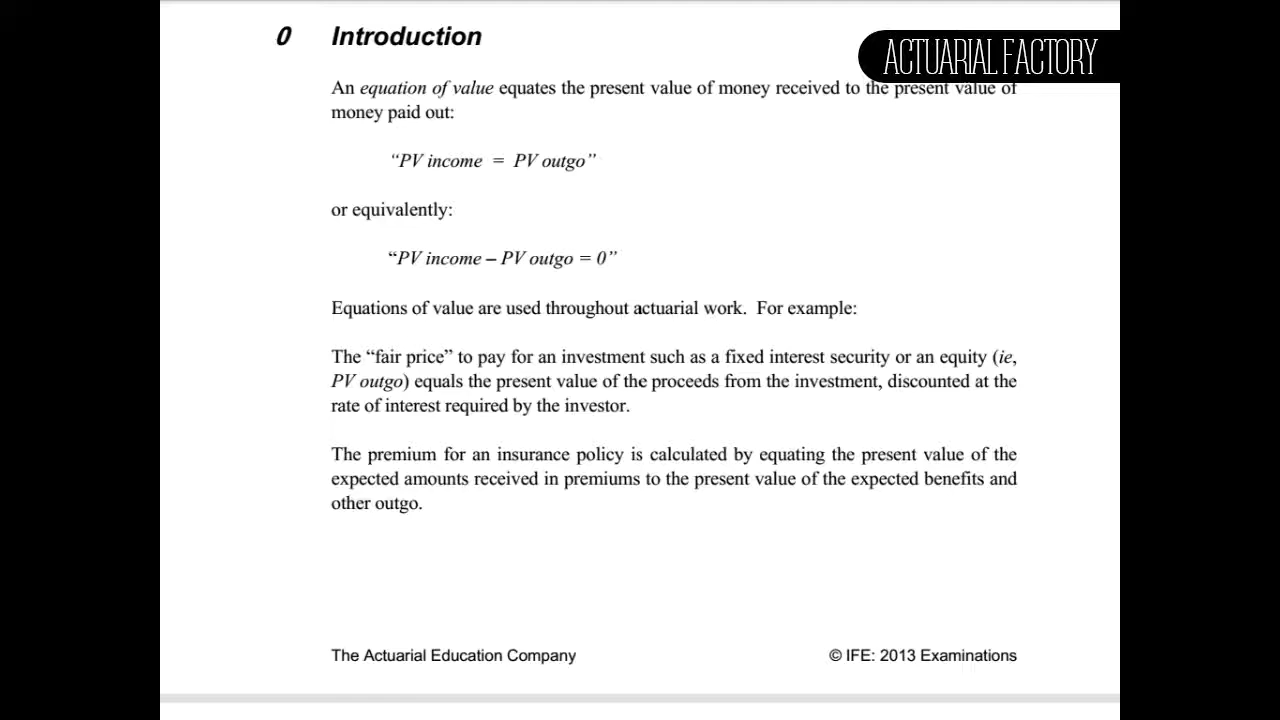 0 Introduction
ACTUARIAL FACTORY
An equation of value equates the present value of money received to the present value of
money paid out:
“PV income = PV outgo”
or equivalently:
“PV income – PV outgo = 0”
Equations of value are used throughout actuarial work. For example:
The “fair price” to pay for an investment such as a fixed interest security or an equity (ie,
PV outgo) equals the present value of the proceeds from the investment, discounted at the
rate of interest required by the investor.
The premium for an insurance policy is calculated by equating the present value of the
expected amounts received in premiums to the present value of the expected benefits and
other outgo.
The Actuarial Education Company © IFE: 2013 Examinations